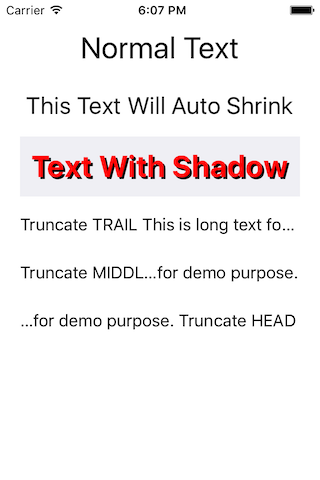 Carrier 6:07 PM
Normal Text
This Text Will Auto Shrink
Text With Shadow
Truncate TRAIL This is long text fo...
Truncate MIDDL...for demo purpose.
...for demo purpose. Truncate HEAD